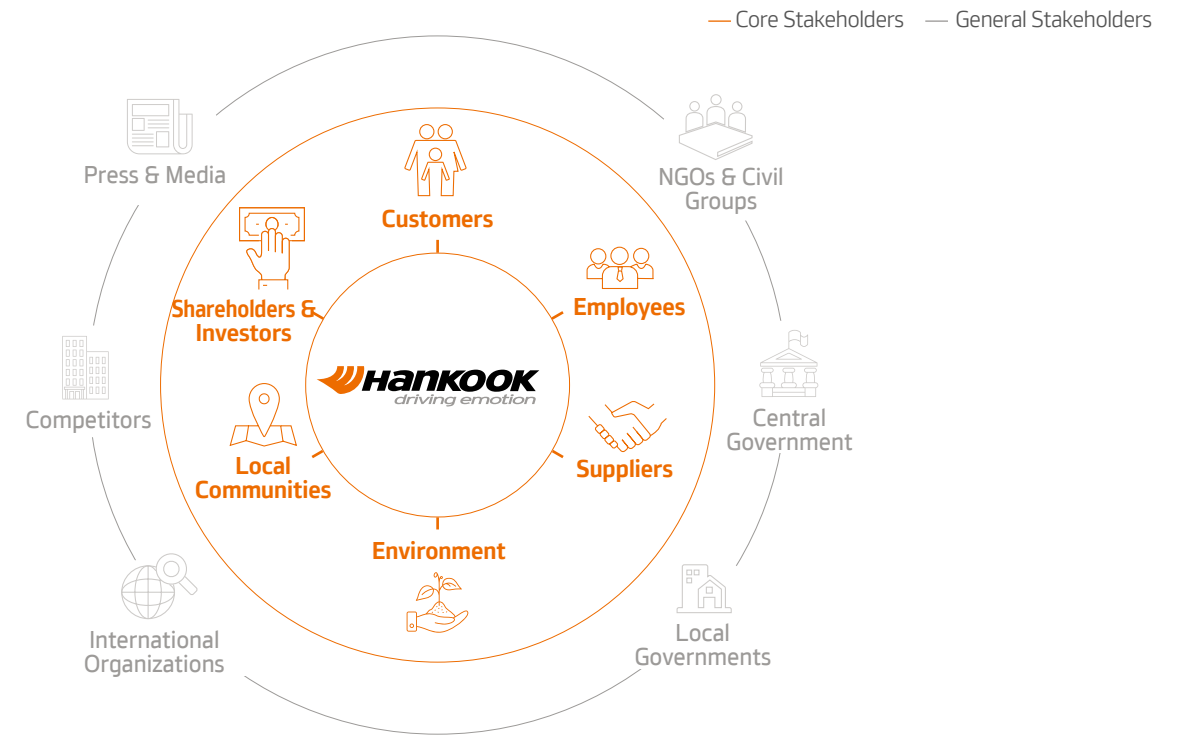 Core Stakeholders
General Stakeholders
Press & Media
NGOs & Civil
Groups
Customers
Employees
Shareholders &
Investors
HANKOOK
driving emotion
Competitors
Central
Government
Local
Communities
Suppliers
Environment
International
Organizations
Local
Governments